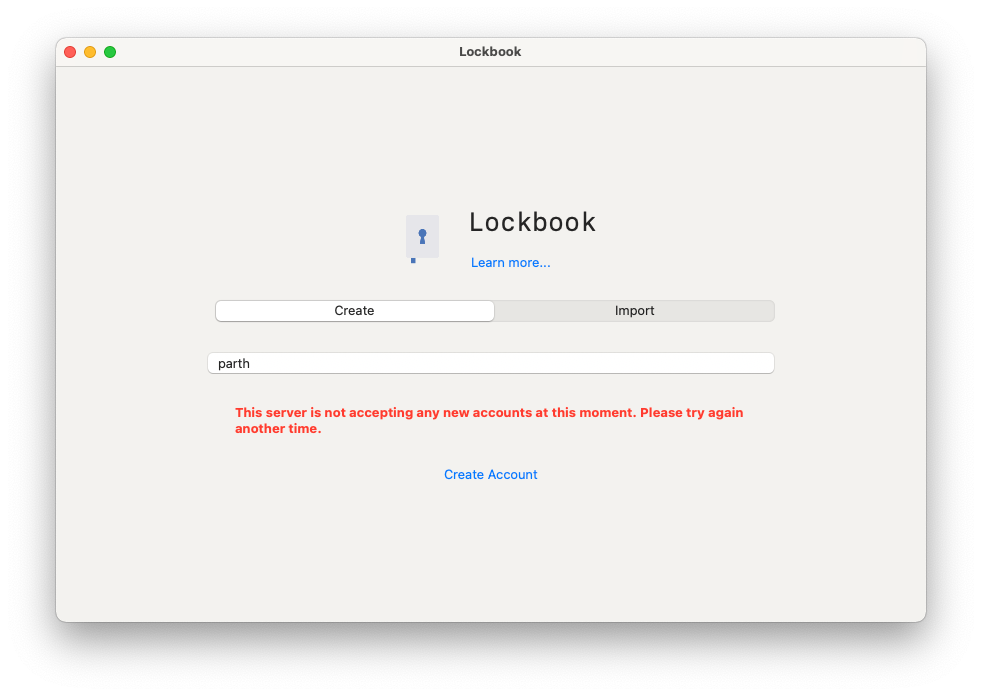 Lockbook
Lockbook
Learn more...
Create
Import
parth
This server is not accepting any new accounts at this moment. Please try again
another time.
Create Account